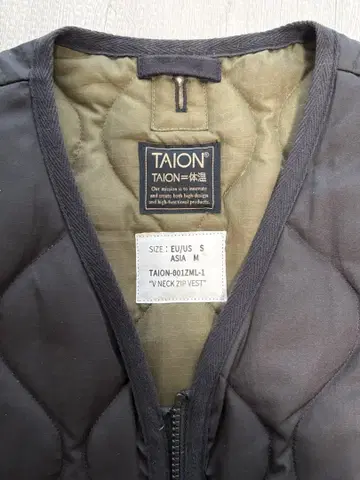 TAION®
TAION=体温
Our mission is to innovate
and create both high-design
and high-functional products.
SIZE : EU/US S
ASIA M
TAION-001ZML-1
"V NECK ZIP VEST"